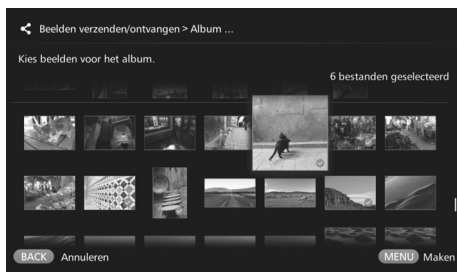 Beelden verzenden/ontvangen > Album ...
Kies beelden voor het album.
6 bestanden geselecteerd
BACK Annuleren
MENU Maken